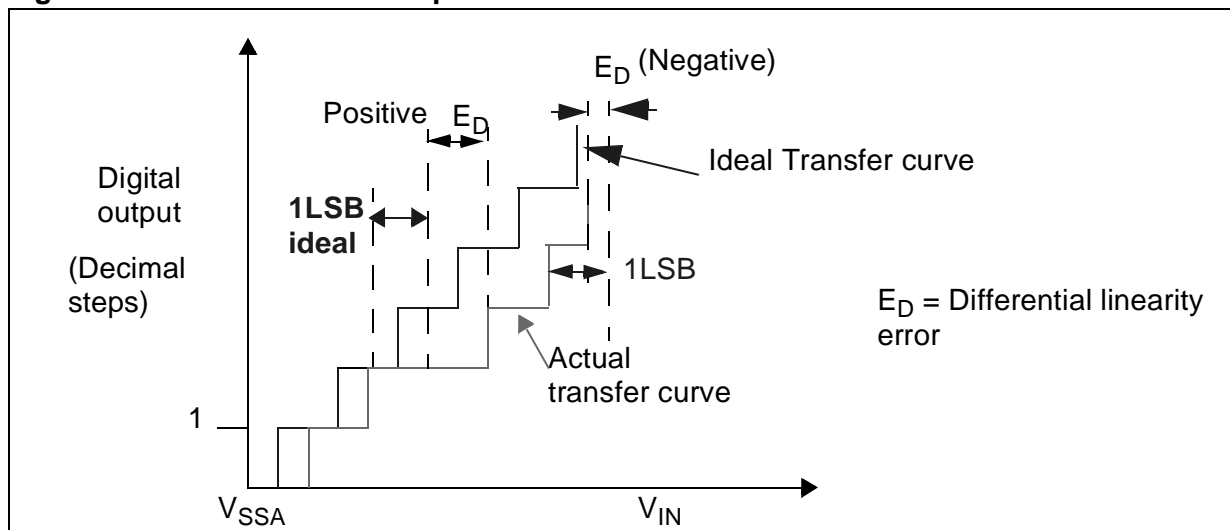 E_D (Negative)
Positive E_D
Ideal Transfer curve
Digital
output
1LSB
ideal
(Decimal
steps)
1LSB
E_D = Differential linearity
error
Actual
transfer curve
1
V_SSA
V_IN